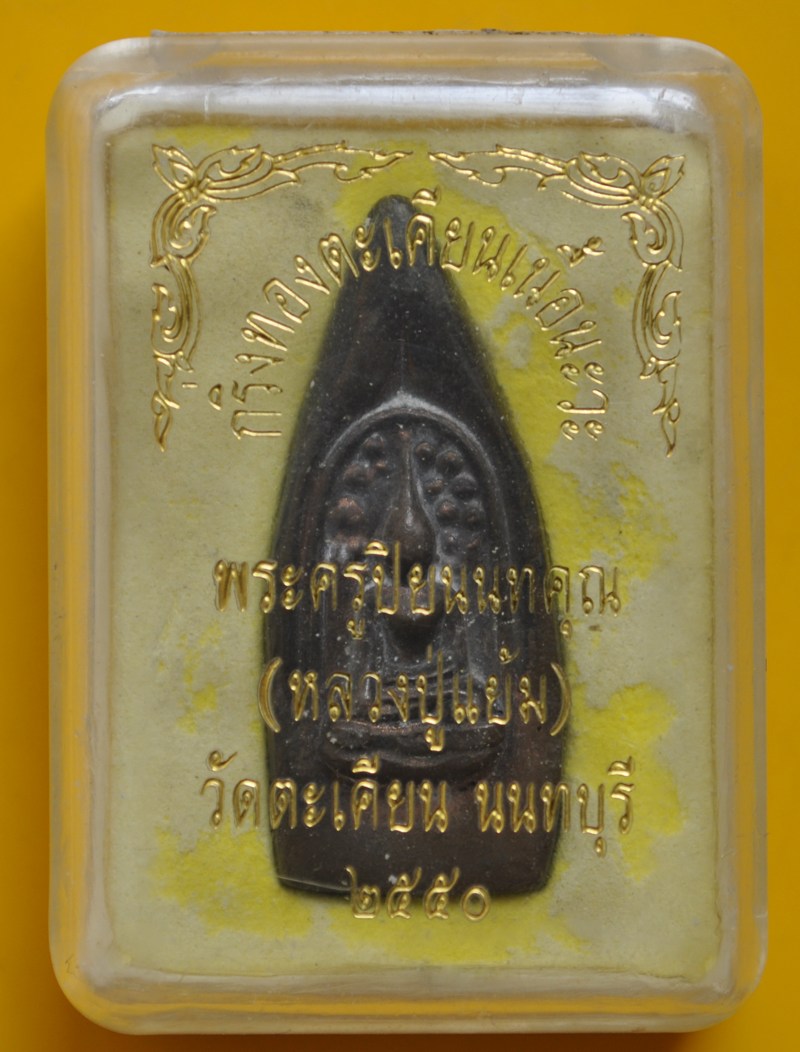 กริ่งทองตะเคียนเนื้อนะวะ
พระครูปิยนนทคุณ
(หลวงปู่แย้ม)
วัดตะเคียน นนทบุรี
๒๕๕๐